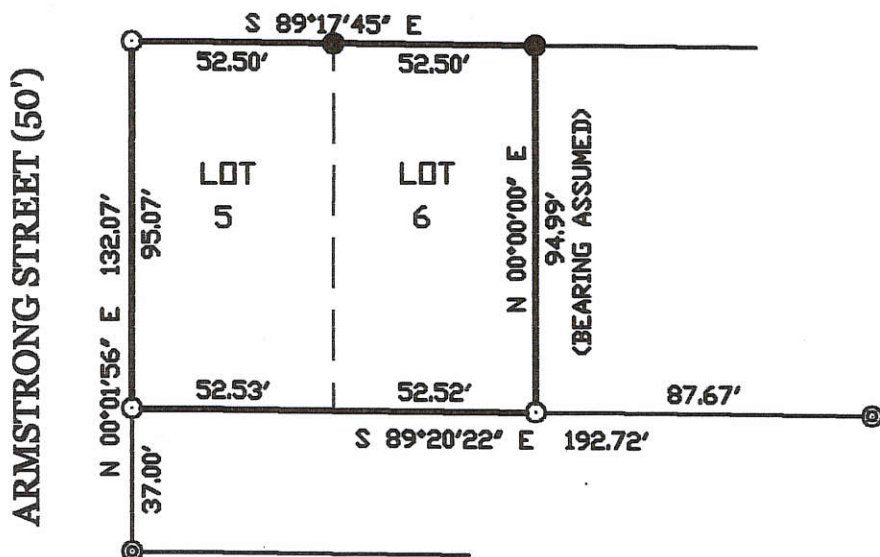 S 89°17'45" E
52.50'
52.50'
ARMSTRONG STREET (50')
LOT
5
LOT
6
N 00°01'56" E 132.07'
95.07'
N 00°00'00" E
94.99'
(BEARING ASSUMED)
52.53'
52.52'
87.67'
S 89°20'22" E 192.72'
37.00'